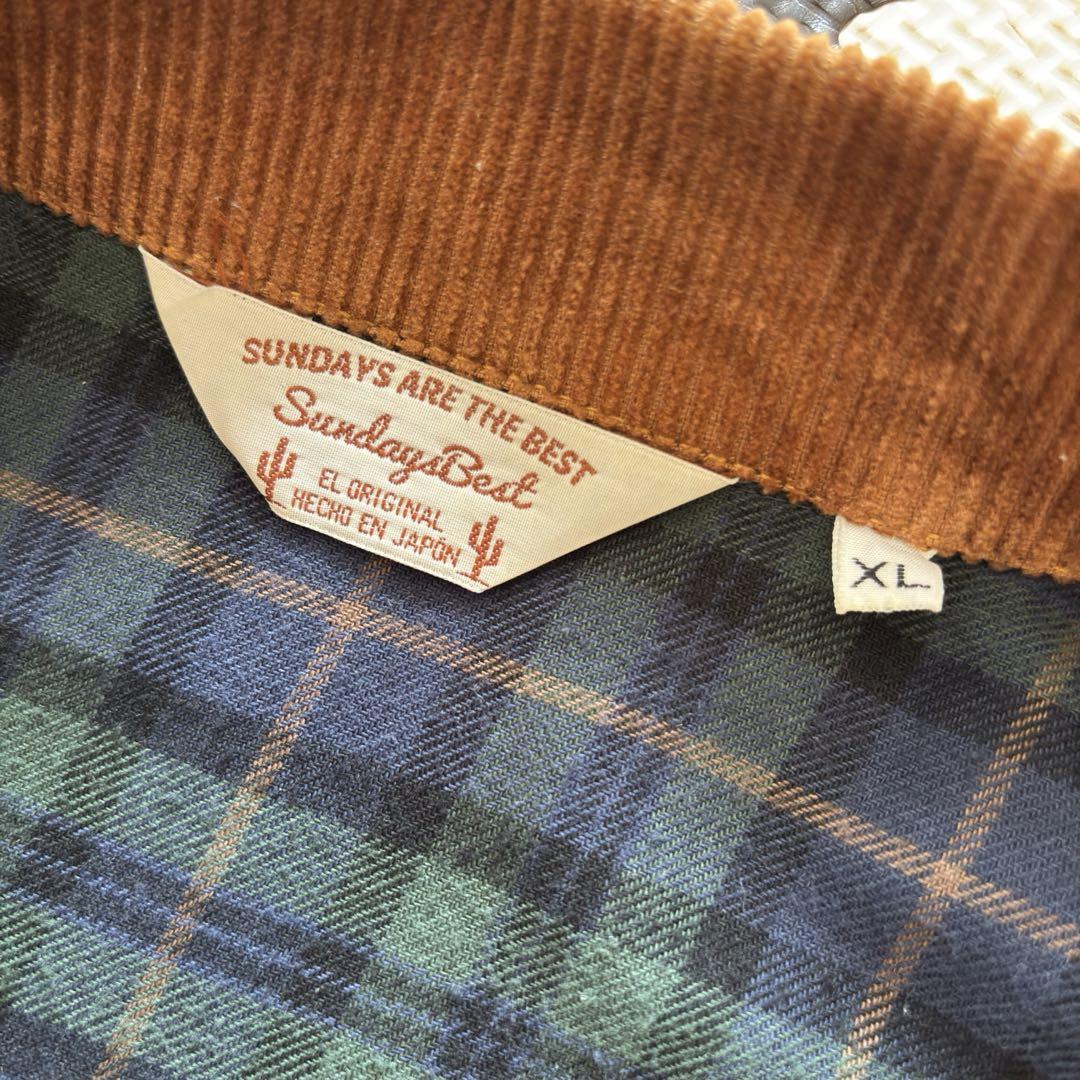 SUNDAYS ARE THE BEST
SundaysBest
EL ORIGINAL
HECHO EN JAPÓN
XL